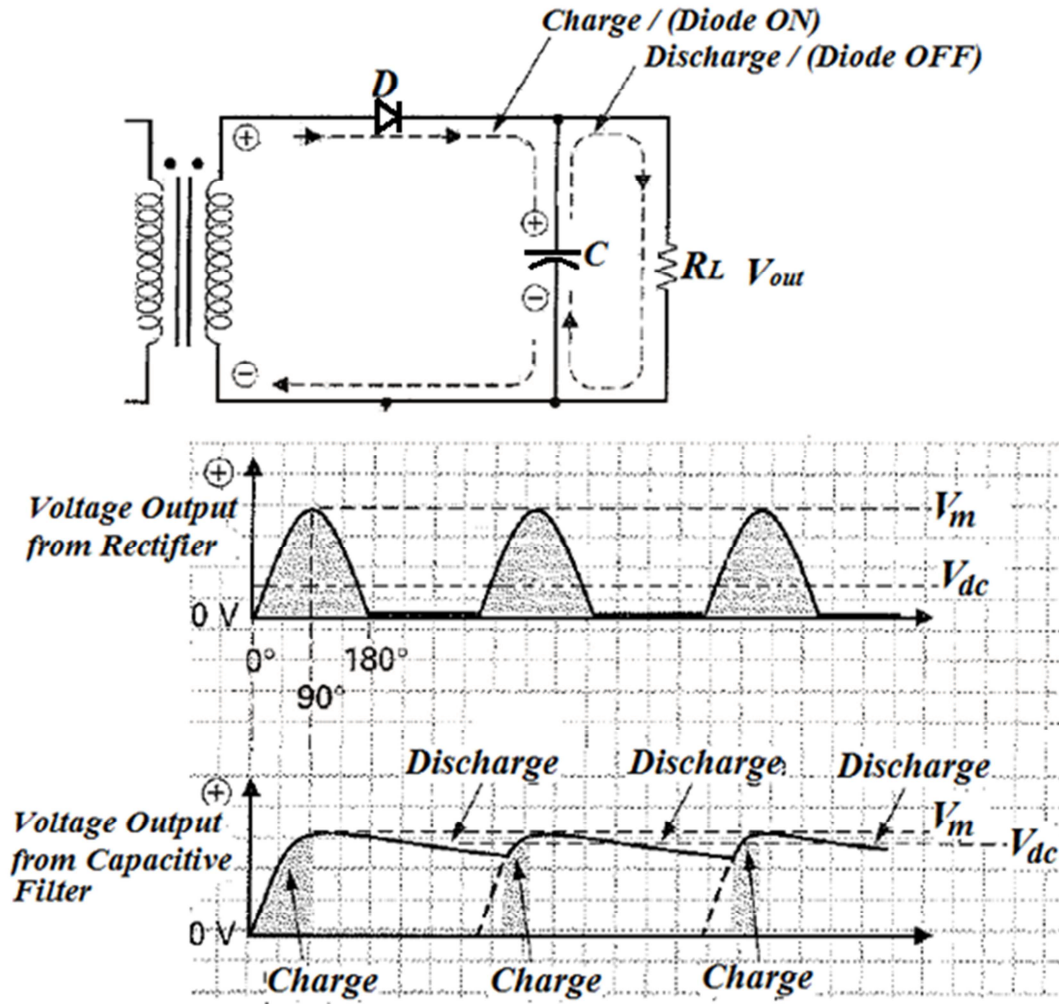 Charge / (Diode ON)
Discharge / (Diode OFF)
D
+
+
C
RL Vout
−
−
+
Voltage Output
from Rectifier
Vm
Vdc
0 V
0° 180°
90°
Discharge Discharge Discharge
+
Voltage Output
from Capacitive
Filter
Vm
Vdc
0 V
Charge Charge Charge